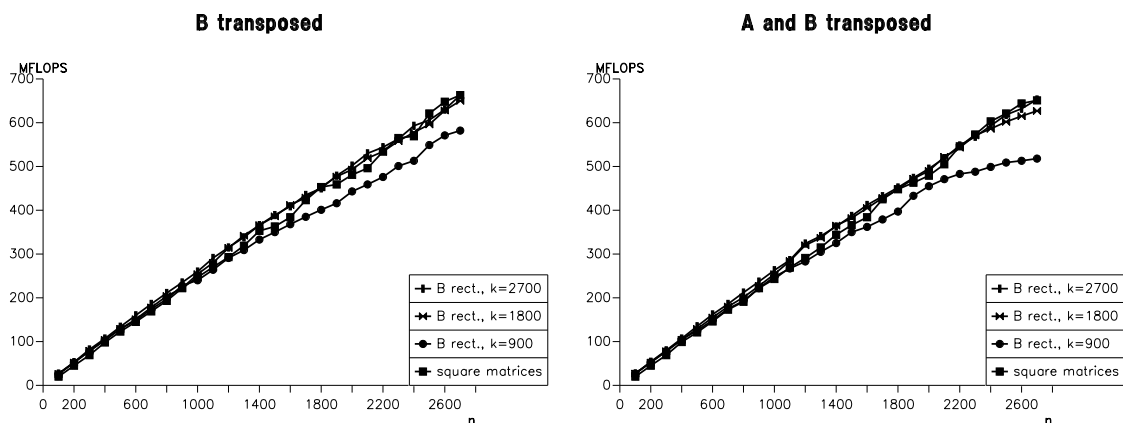 B transposed
MFLOPS
700
600
500
400
300
200
100
0
0 200 600 1000 1400 1800 2200 2600
n
B rect., k=2700
B rect., k=1800
B rect., k=900
square matrices
A and B transposed
MFLOPS
700
600
500
400
300
200
100
0
0 200 600 1000 1400 1800 2200 2600
n
B rect., k=2700
B rect., k=1800
B rect., k=900
square matrices